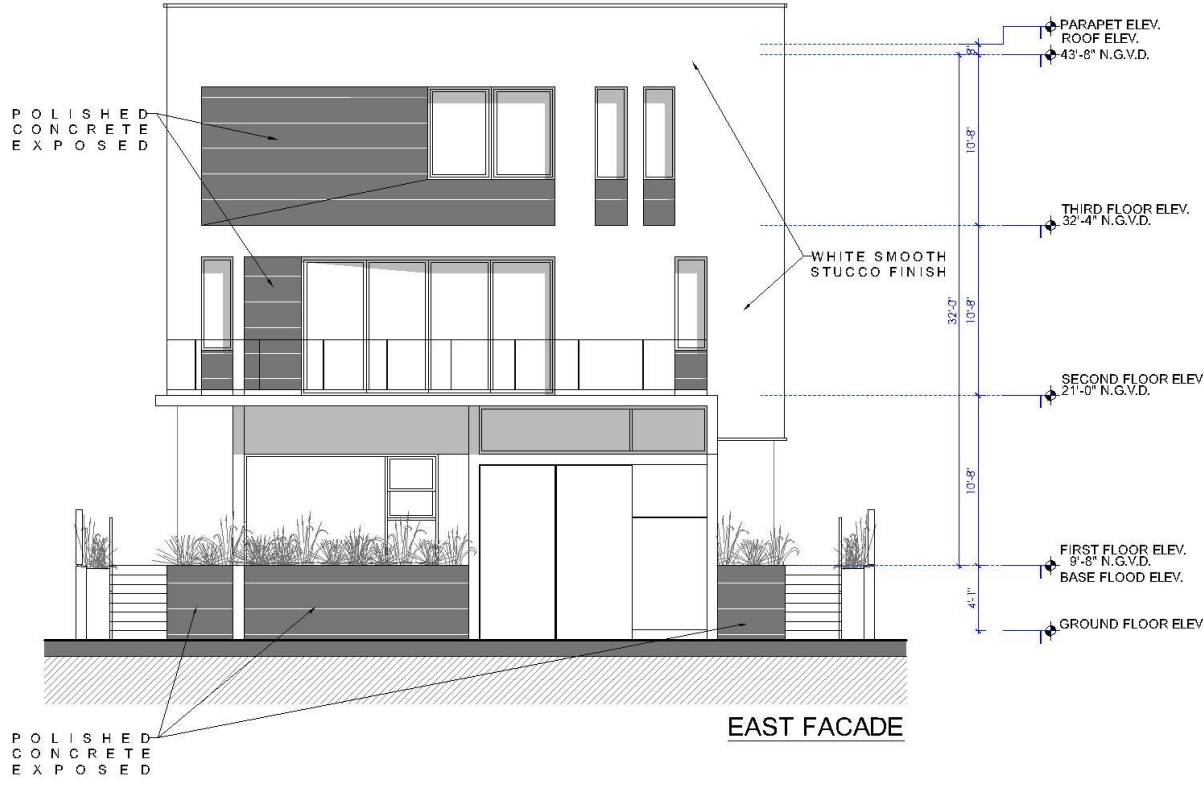 PARAPET ELEV.
ROOF ELEV.
43'-8" N.G.V.D.
8"
POLISHED
CONCRETE
EXPOSED
10'-8"
THIRD FLOOR ELEV.
32'-4" N.G.V.D.
WHITE SMOOTH
STUCCO FINISH
32'-0"
10'-8"
SECOND FLOOR ELEV
21'-0" N.G.V.D.
10'-8"
FIRST FLOOR ELEV.
9'-8" N.G.V.D.
BASE FLOOD ELEV.
4'-1"
GROUND FLOOR ELEV
EAST FACADE
POLISHED
CONCRETE
EXPOSED